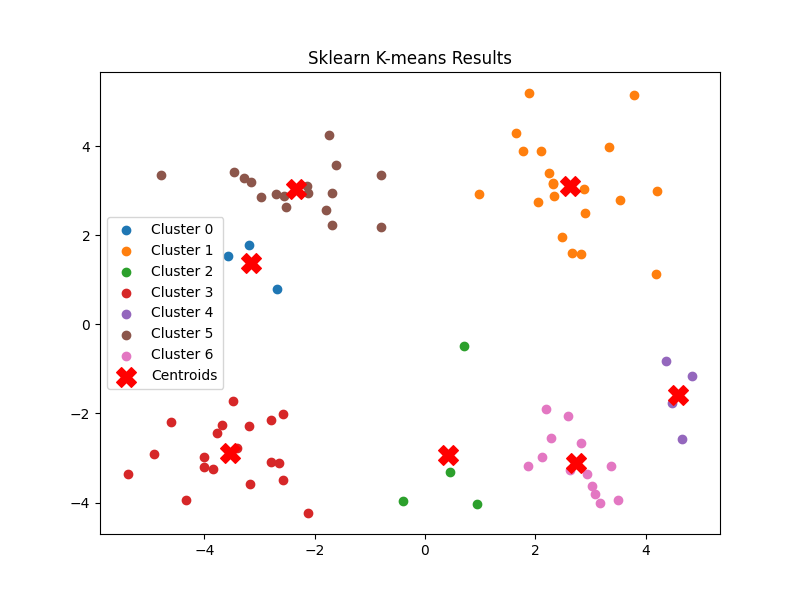 Sklearn K-means Results
4
2
0
−2
−4
Cluster 0
Cluster 1
Cluster 2
Cluster 3
Cluster 4
Cluster 5
Cluster 6
Centroids
−4 −2 0 2 4